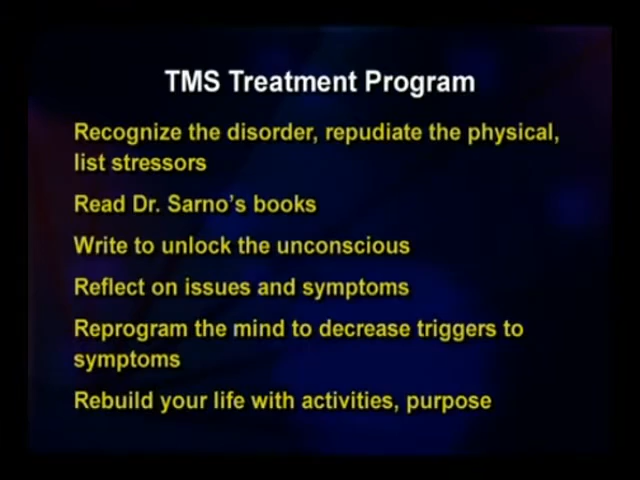 TMS Treatment Program
Recognize the disorder, repudiate the physical,
list stressors
Read Dr. Sarno's books
Write to unlock the unconscious
Reflect on issues and symptoms
Reprogram the mind to decrease triggers to
symptoms
Rebuild your life with activities, purpose